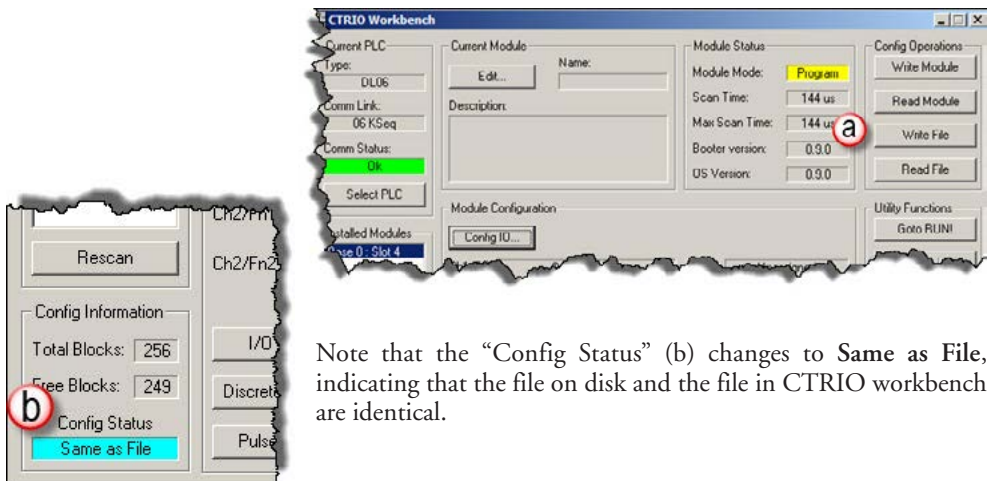 CTRIO Workbench
Current PLC
Type:
DL06
Comm Link:
06 KSeq
Comm Status:
Ok
Select PLC
Installed Modules
Base 0 : Slot 4
Current Module
Edit...
Name:
Description:
Module Configuration
Config IO...
Module Status
Module Mode: Program
Scan Time: 144 us
Max Scan Time: 144 us
Booter version: 0.9.0
OS Version: 0.9.0
a
Config Operations
Write Module
Read Module
Write File
Read File
Utility Functions
Goto RUN!
Ch2/Fn1
Rescan
Ch2/Fn2
Config Information
Total Blocks: 256
Free Blocks: 249
b
Config Status
Same as File
I/O
Discrete
Pulse
Note that the “Config Status” (b) changes to Same as File,
indicating that the file on disk and the file in CTRIO workbench
are identical.